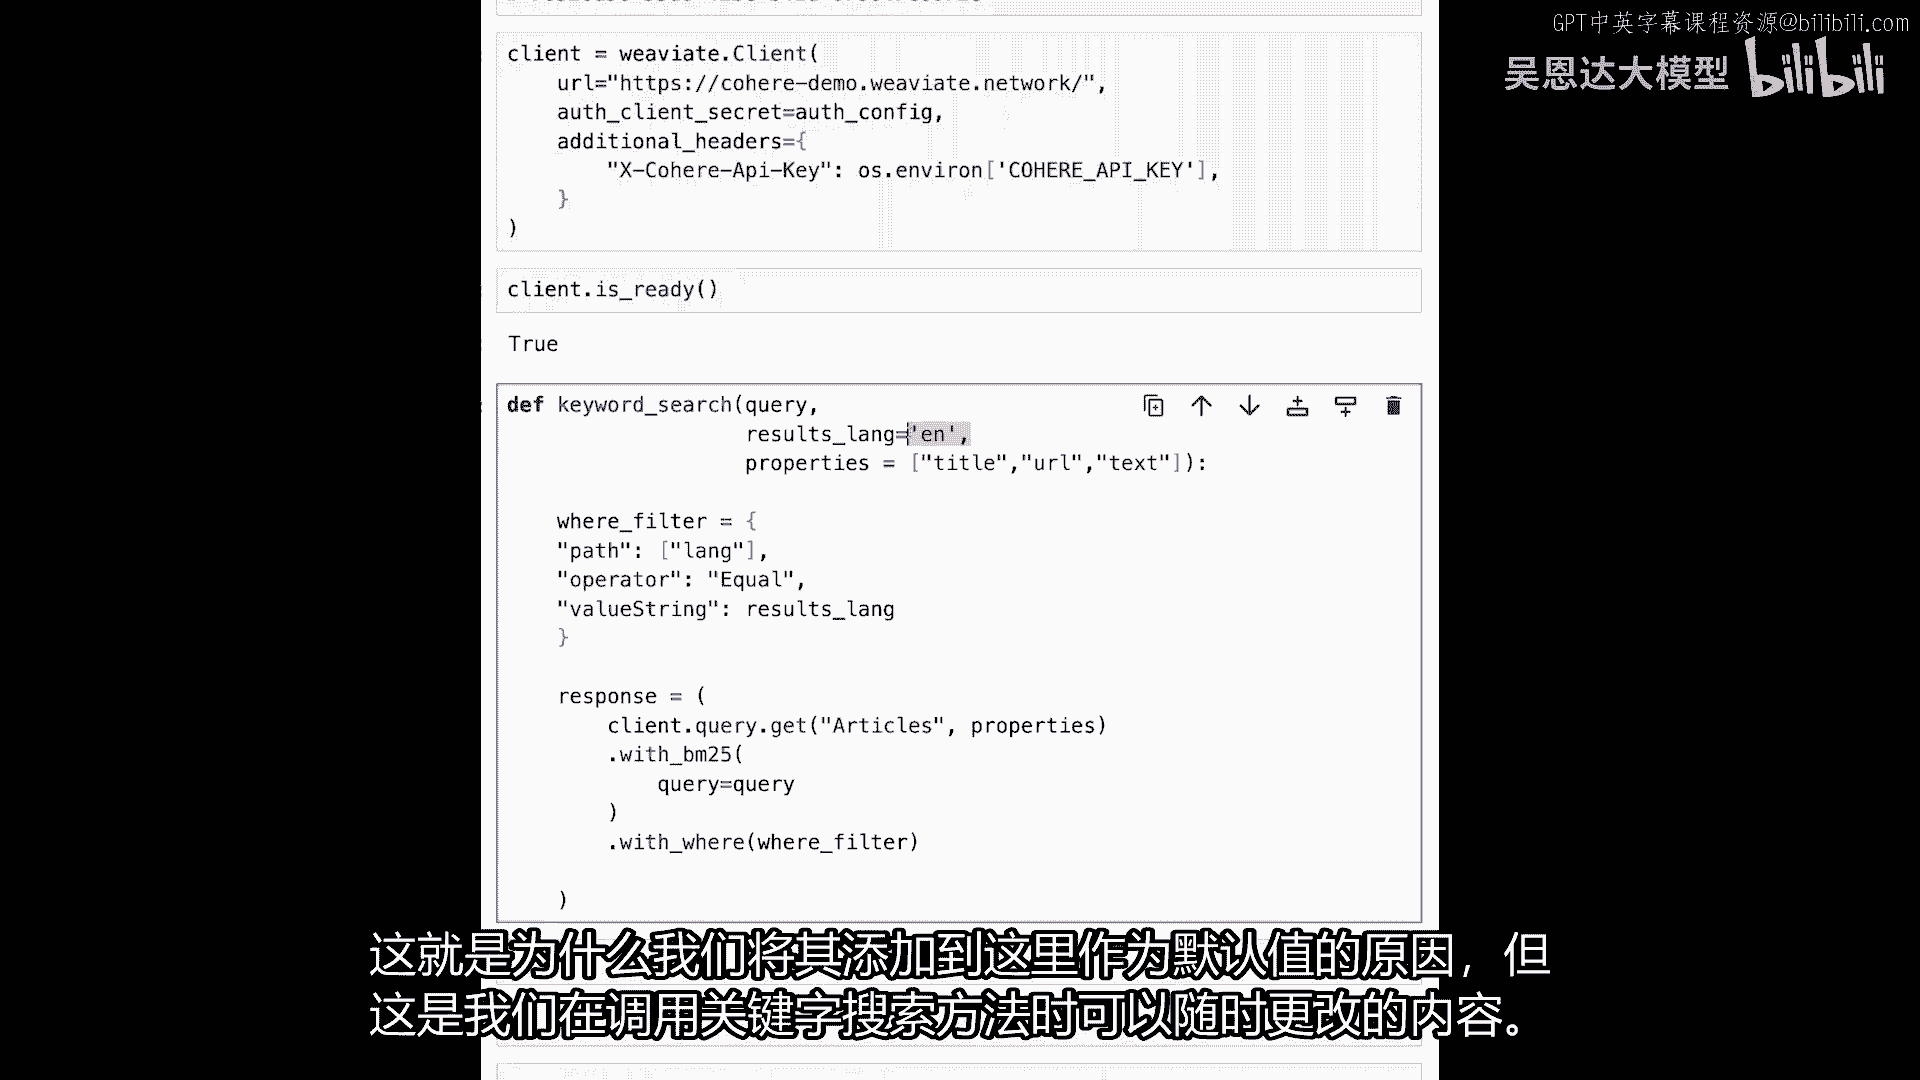 GPT中英字幕课程资源@bilibili.com
吴恩达大模型 bilibili
client = weaviate.Client(
    url="https://cohere-demo.weaviate.network/",
    auth_client_secret=auth_config,
    additional_headers={
        "X-Cohere-Api-Key": os.environ['COHERE_API_KEY'],
    }
)
client.is_ready()
True
def keyword_search(query,
                   results_lang='en',
                   properties = ["title","url","text"]):
    where_filter = {
    "path": ["lang"],
    "operator": "Equal",
    "valueString": results_lang
    }
    response = (
        client.query.get("Articles", properties)
        .with_bm25(
            query=query
        )
        .with_where(where_filter)
    )
这就是为什么我们将其添加到这里作为默认值的原因，但
这是我们在调用关键字搜索方法时可以随时更改的内容。